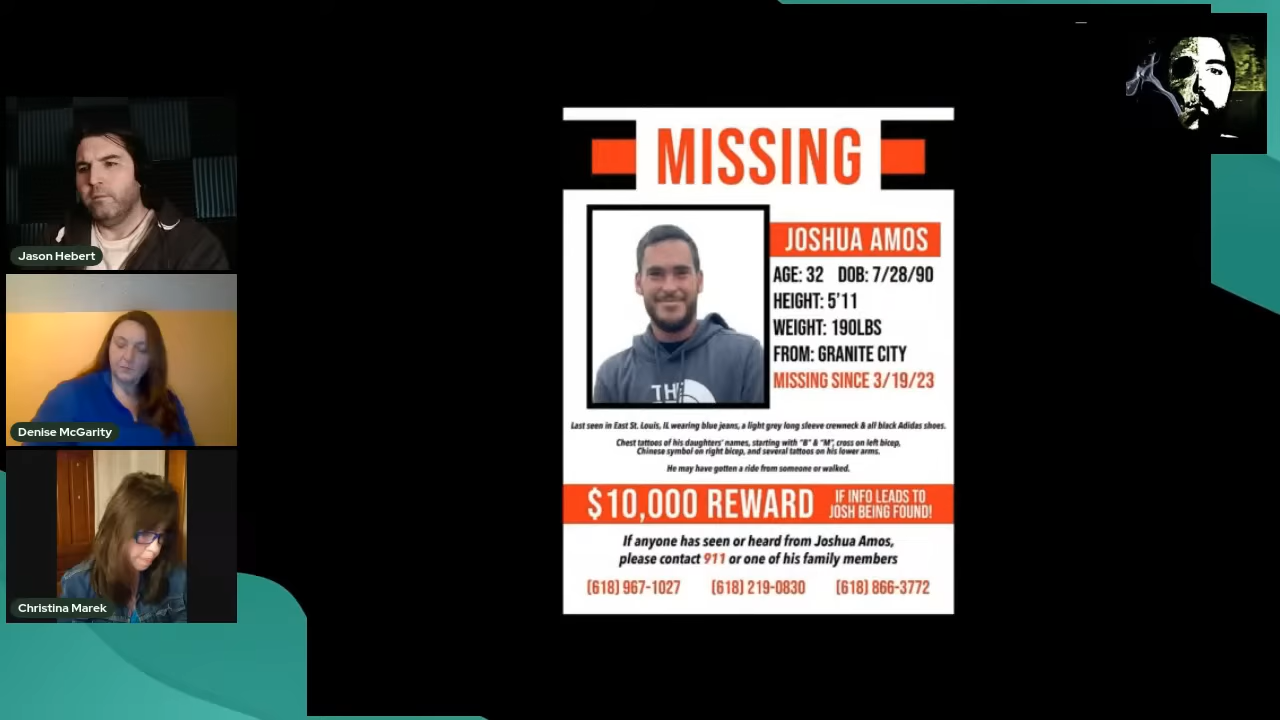 Jason Hebert
Denise McGarity
Christina Marek
MISSING
JOSHUA AMOS
AGE: 32 DOB: 7/28/90
HEIGHT: 5'11
WEIGHT: 190LBS
FROM: GRANITE CITY
MISSING SINCE 3/19/23
TH
Last seen in East St. Louis, IL wearing blue jeans, a light grey long sleeve crewneck & all black Adidas shoes.
Chest tattoos of his daughters' names, starting with "B" & "M", cross on left bicep,
Chinese symbol on right bicep, and several tattoos on his lower arms.
He may have gotten a ride from someone or walked.
$10,000 REWARD
IF INFO LEADS TO
JOSH BEING FOUND!
If anyone has seen or heard from Joshua Amos,
please contact 911 or one of his family members
(618) 967-1027 (618) 219-0830 (618) 866-3772